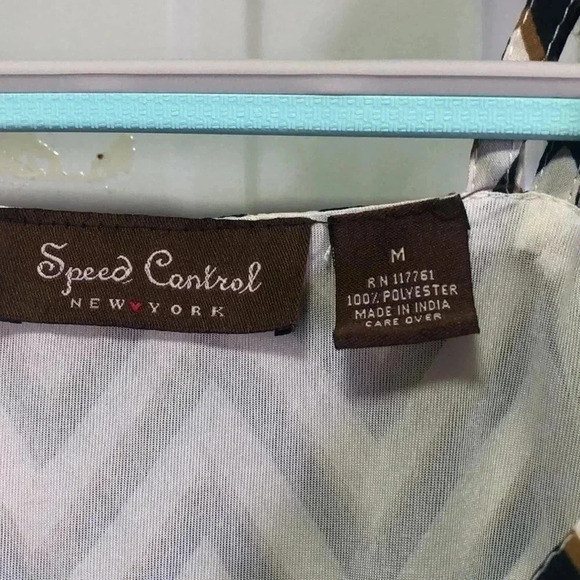 Speed Control
NEW♥YORK
M
RN 117761
100% POLYESTER
MADE IN INDIA
CARE OVER